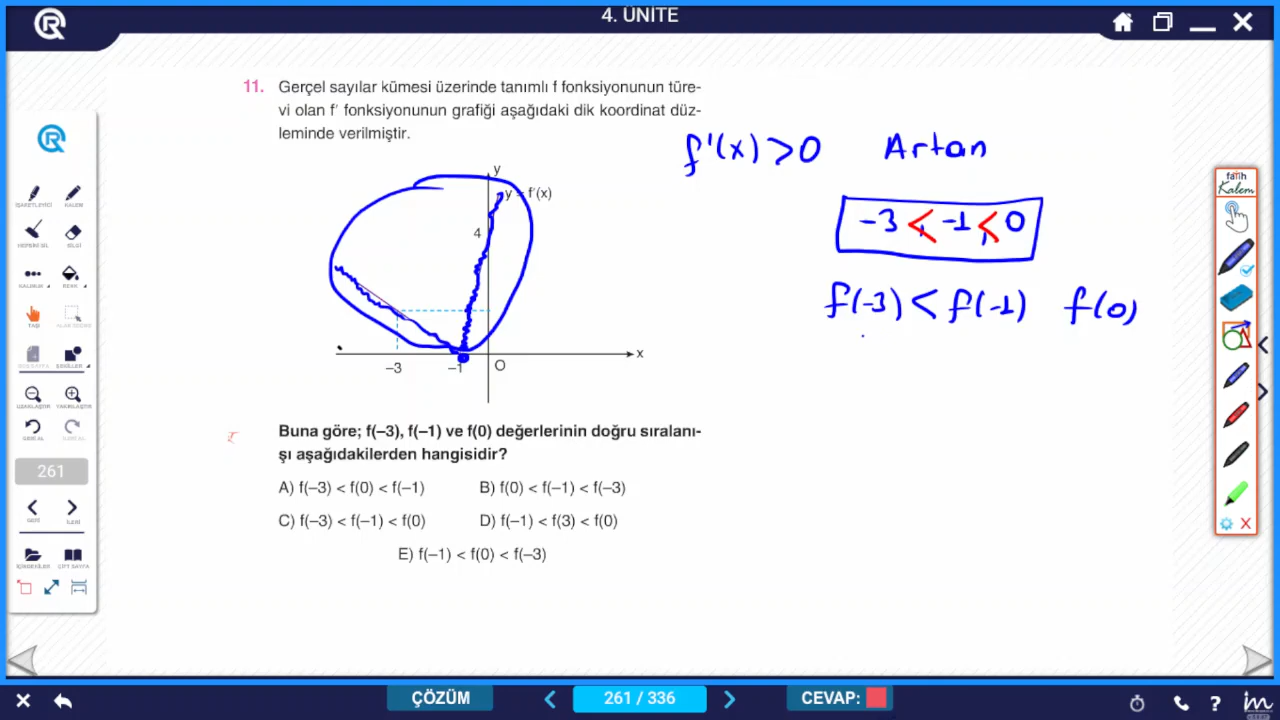 4. ÜNİTE
11. Gerçel sayılar kümesi üzerinde tanımlı f fonksiyonunun türe-
vi olan f' fonksiyonunun grafiği aşağıdaki dik koordinat düz-
leminde verilmiştir.
f'(x) > 0 Artan
y
y = f'(x)
4
-3 < -1 < 0
f(-3) < f(-1) f(0)
x
–3
–1
O
Buna göre; f(–3), f(–1) ve f(0) değerlerinin doğru sıralanı-
şı aşağıdakilerden hangisidir?
A) f(–3) < f(0) < f(–1)
B) f(0) < f(–1) < f(–3)
C) f(–3) < f(–1) < f(0)
D) f(–1) < f(3) < f(0)
E) f(–1) < f(0) < f(–3)
İŞARETLEYİCİ KALEM
HEPSİNİ SİL SİLGİ
KALINLIK RENK
TAŞI
ŞEKİLLER
UZAKLAŞTIR YAKINLAŞTIR
GERİ AL
261
GERİ İLERİ
İÇİNDEKİLER ÇİFT SAYFA
fatih
Kalem
X
ÇÖZÜM
261 / 336
CEVAP:
?